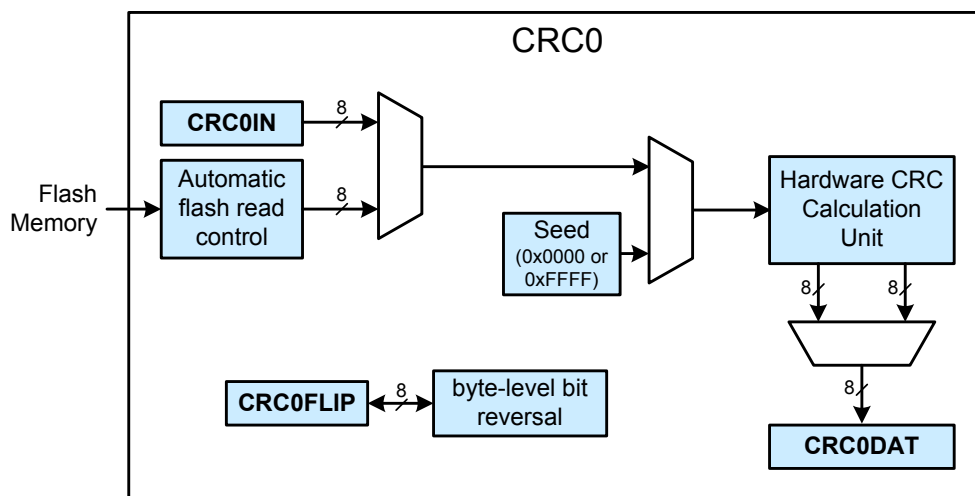 CRC0
CRC0IN
8
Flash
Memory
Automatic
flash read
control
8
Seed
(0x0000 or
0xFFFF)
Hardware CRC
Calculation
Unit
8
8
8
CRC0FLIP
8
byte-level bit
reversal
CRC0DAT